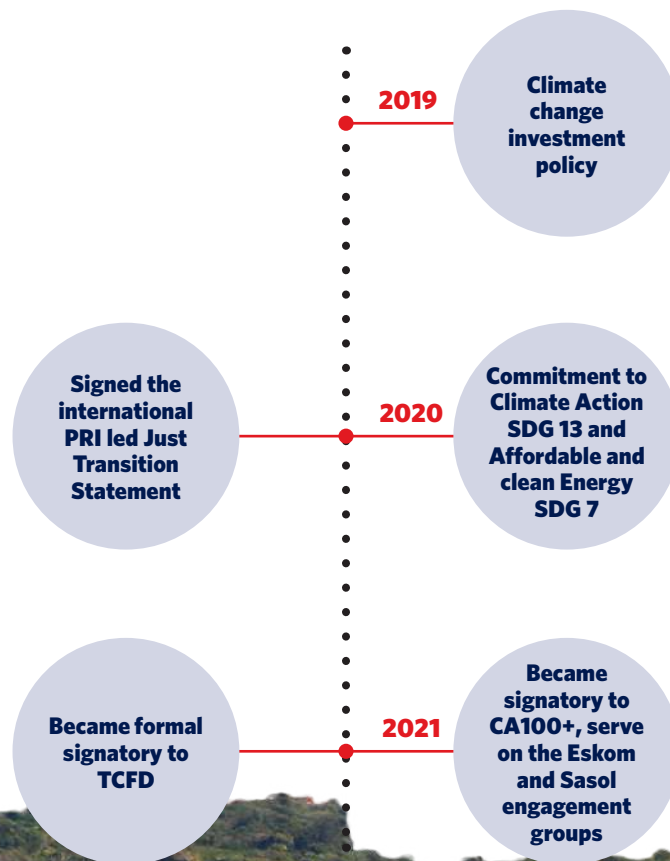 2019
Climate
change
investment
policy
Signed the
international
PRI led Just
Transition
Statement
2020
Commitment to
Climate Action
SDG 13 and
Affordable and
clean Energy
SDG 7
Became formal
signatory to
TCFD
2021
Became
signatory to
CA100+, serve
on the Eskom
and Sasol
engagement
groups